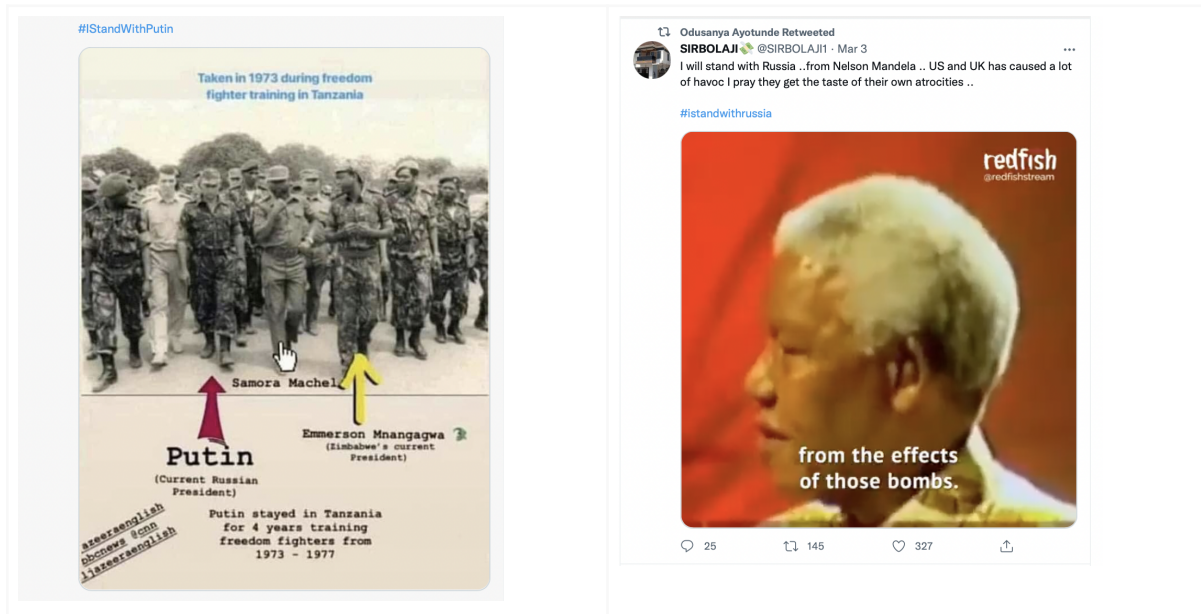 #IStandWithPutin
Taken in 1973 during freedom
fighter training in Tanzania
Samora Machel
Emmerson Mnangagwa
(Zimbabwe's current
President)
Putin
(Current Russian
President)
Putin stayed in Tanzania
for 4 years training
freedom fighters from
1973 - 1977
azeeraenglish
bbcnews @cnn
ljazeeraenglish
Odusanya Ayotunde Retweeted
SIRBOLAJI💸 @SIRBOLAJI1 · Mar 3
I will stand with Russia ..from Nelson Mandela .. US and UK has caused a lot
of havoc I pray they get the taste of their own atrocities ..
#istandwithrussia
redfish
@redfishstream
from the effects
of those bombs.
25
145
327